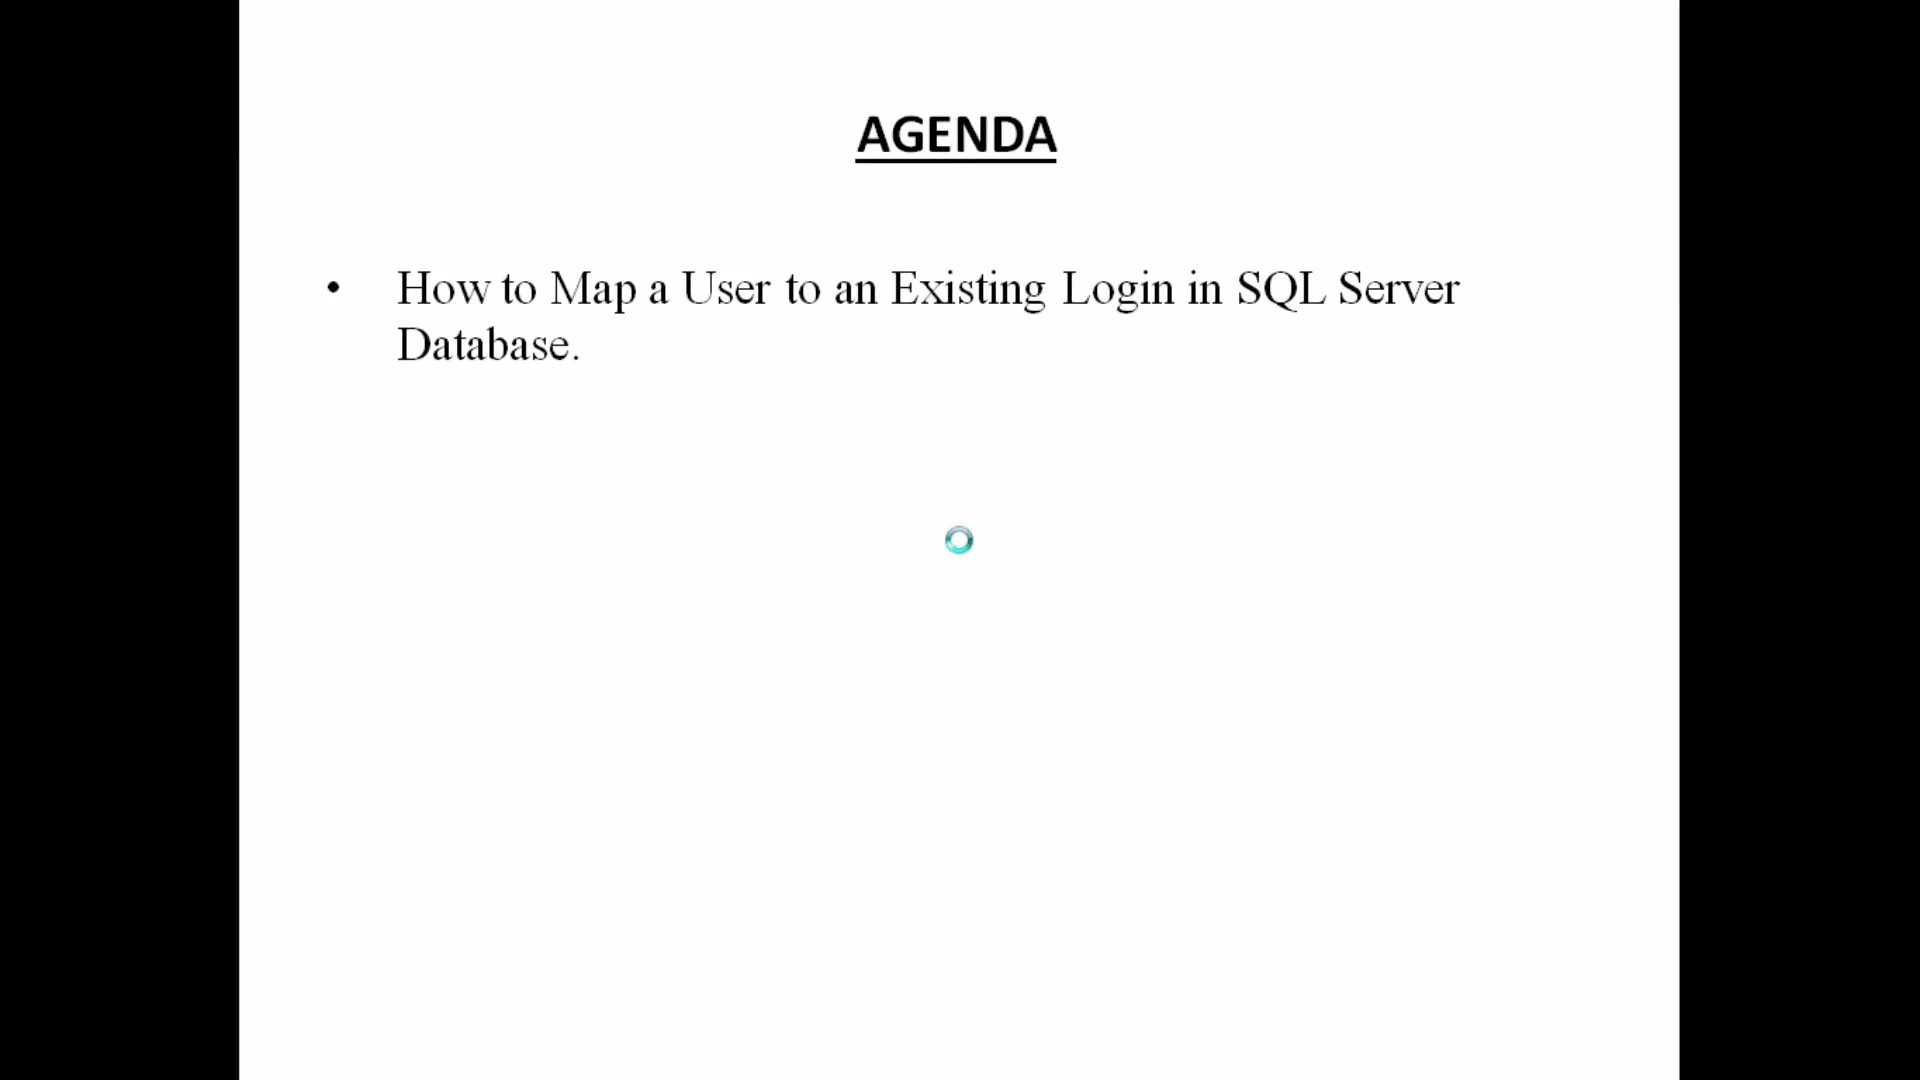 AGENDA
• How to Map a User to an Existing Login in SQL Server
Database.